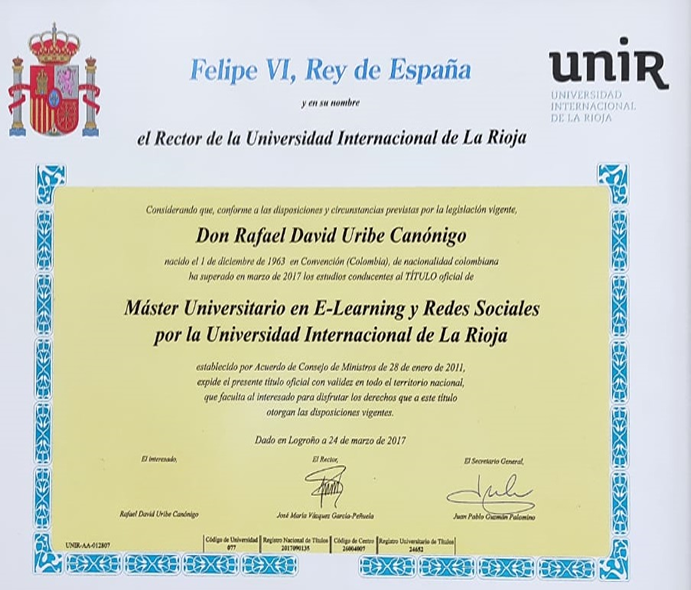 Felipe VI, Rey de España
unir
UNIVERSIDAD
INTERNACIONAL
DE LA RIOJA
y en su nombre
el Rector de la Universidad Internacional de La Rioja
Considerando que, conforme a las disposiciones y circunstancias previstas por la legislación vigente,
Don Rafael David Uribe Canónigo
nacido el 1 de diciembre de 1963 en Convención (Colombia), de nacionalidad colombiana
ha superado en marzo de 2017 los estudios conducentes al TÍTULO oficial de
Máster Universitario en E-Learning y Redes Sociales
por la Universidad Internacional de La Rioja
establecido por Acuerdo de Consejo de Ministros de 28 de enero de 2011,
expide el presente título oficial con validez en todo el territorio nacional,
que faculta al interesado para disfrutar los derechos que a este título
otorgan las disposiciones vigentes.
Dado en Logroño a 24 de marzo de 2017
El interesado, El Rector, El Secretario General,
Rafael David Uribe Canónigo José María Vázquez García-Peñuela Juan Pablo Guzmán Palomino
UNIR-AA-012807
Código de Universidad Registro Nacional de Títulos Código de Centro Registro Universitario de Títulos
077 2017090135 26004007 24682